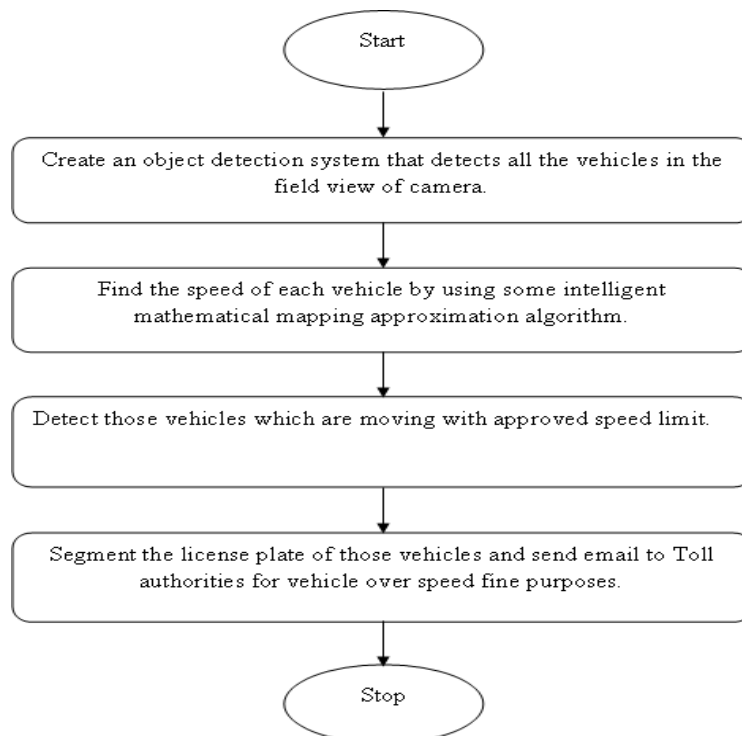 Start
Create an object detection system that detects all the vehicles in the
field view of camera.
Find the speed of each vehicle by using some intelligent
mathematical mapping approximation algorithm.
Detect those vehicles which are moving with approved speed limit.
Segment the license plate of those vehicles and send email to Toll
authorities for vehicle over speed fine purposes.
Stop